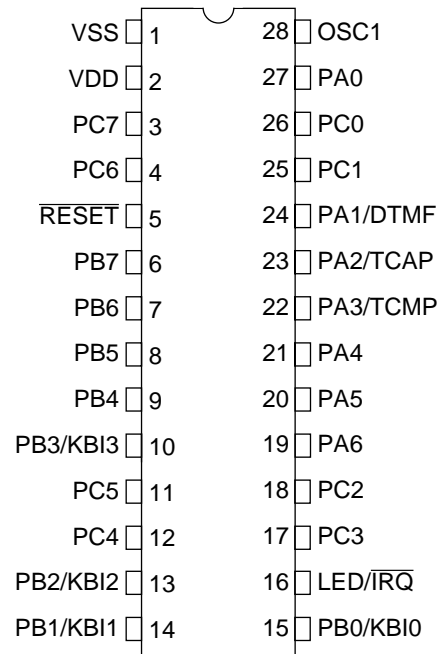 VSS 1 28 OSC1
VDD 2 27 PA0
PC7 3 26 PC0
PC6 4 25 PC1
RESET 5 24 PA1/DTMF
PB7 6 23 PA2/TCAP
PB6 7 22 PA3/TCMP
PB5 8 21 PA4
PB4 9 20 PA5
PB3/KBI3 10 19 PA6
PC5 11 18 PC2
PC4 12 17 PC3
PB2/KBI2 13 16 LED/IRQ
PB1/KBI1 14 15 PB0/KBI0